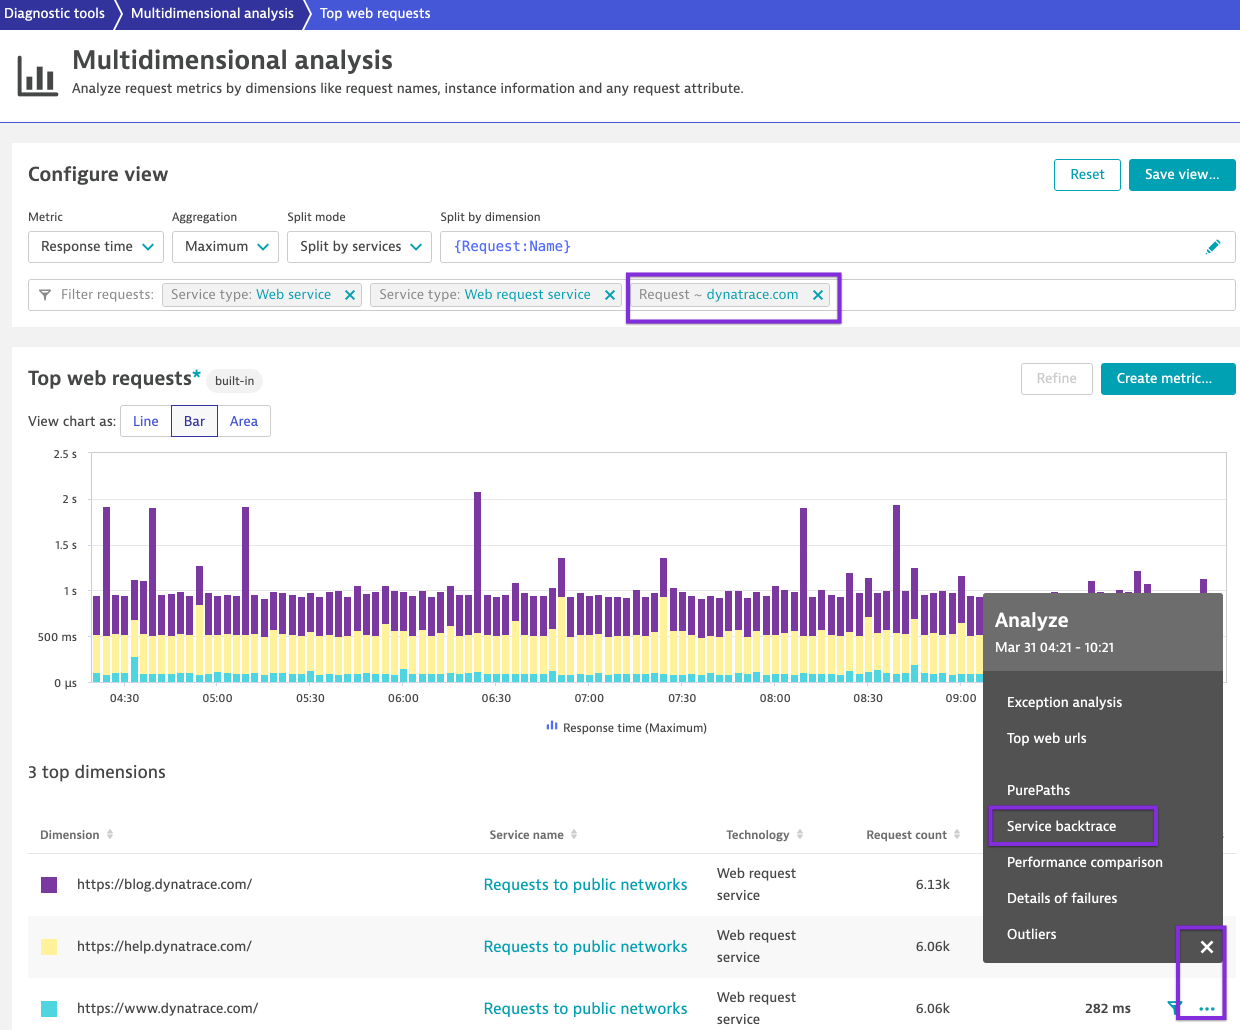 Diagnostic tools Multidimensional analysis Top web requests
Multidimensional analysis
Analyze request metrics by dimensions like request names, instance information and any request attribute.
Configure view
Reset Save view...
Metric Aggregation Split mode Split by dimension
Response time Maximum Split by services {Request:Name}
Filter requests: Service type: Web service Service type: Web request service Request ~ dynatrace.com
Top web requests* built-in
Refine Create metric...
View chart as: Line Bar Area
2.5 s
2 s
1.5 s
1 s
500 ms
0 µs
04:30 05:00 05:30 06:00 06:30 07:00 07:30 08:00 08:30 09:00
Response time (Maximum)
Analyze
Mar 31 04:21 - 10:21
Exception analysis
Top web urls
PurePaths
Service backtrace
Performance comparison
Details of failures
Outliers
3 top dimensions
Dimension Service name Technology Request count
https://blog.dynatrace.com/ Requests to public networks Web request service 6.13k
https://help.dynatrace.com/ Requests to public networks Web request service 6.06k
https://www.dynatrace.com/ Requests to public networks Web request service 6.06k 282 ms